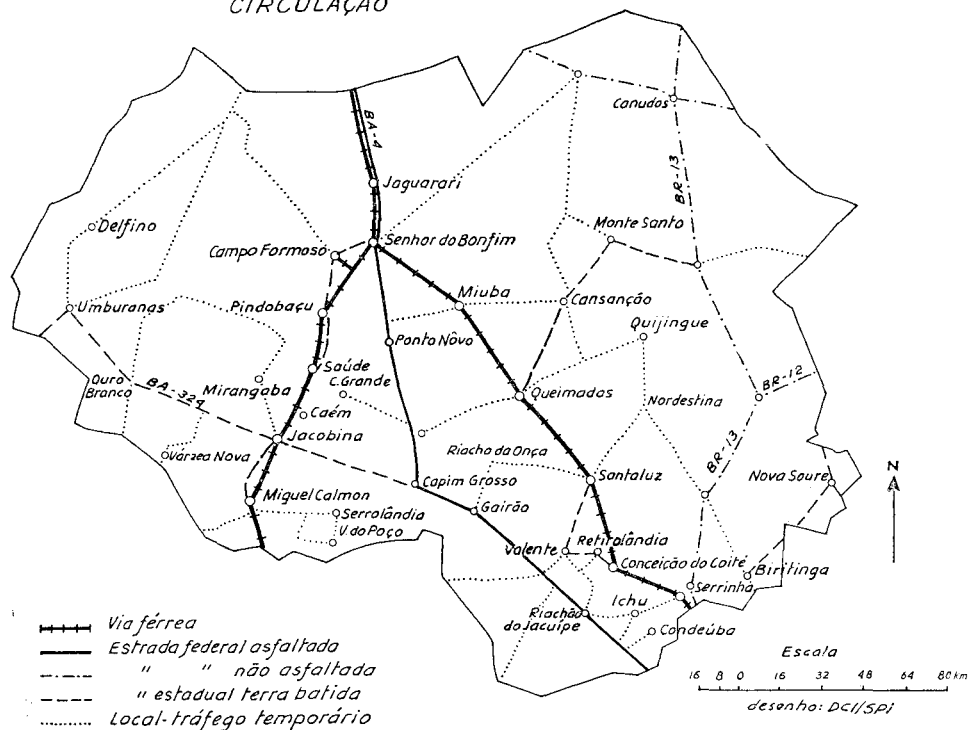 CIRCULAÇÃO
Canudos
BA-4
BR-13
Jaguarari
Delfino
Monte Santo
Campo Formoso
Senhor do Bonfim
Umburanas
Pindobaçu
Miuba
Cansanção
Quijingue
Ponto Nôvo
Ouro
Branco
BA-324
Mirangaba
Saúde
C.Grande
Queimadas
BR-12
Nordestina
Caém
Jacobina
BR-13
Várzea Nova
Riacho da Onça
Capim Grosso
Santaluz
Nova Soure
N
Miguel Calmon
Serrolândia
Gairão
V. do Poço
Valente
Retirolândia
Conceição do Coité
Biritinga
Serrinha
Ichu
Riachão
do Jacuípe
Condeúba
Via férrea
Estrada federal asfaltada
" " não asfaltada
" estadual terra batida
Local-tráfego temporário
Escala
16 8 0 16 32 48 64 80 km
desenho: DCI/SPI